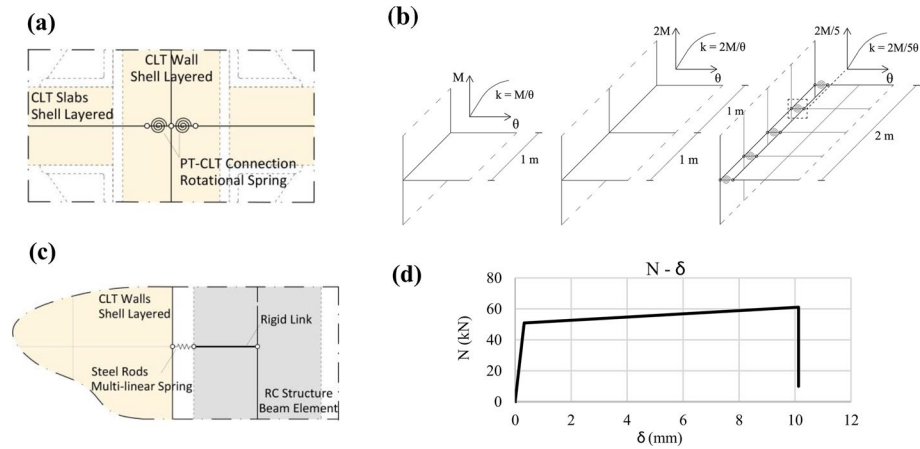 (a)
CLT Wall
Shell Layered
CLT Slabs
Shell Layered
PT-CLT Connection
Rotational Spring
(b)
M
k = M/θ
θ
1 m
2M
k = 2M/θ
θ
1 m
2M/5
k = 2M/5θ
θ
1 m
2 m
(c)
CLT Walls
Shell Layered
Rigid Link
Steel Rods
Multi-linear Spring
RC Structure
Beam Element
(d)
N - δ
N (kN)
80
60
40
20
0
0 2 4 6 8 10 12
δ (mm)